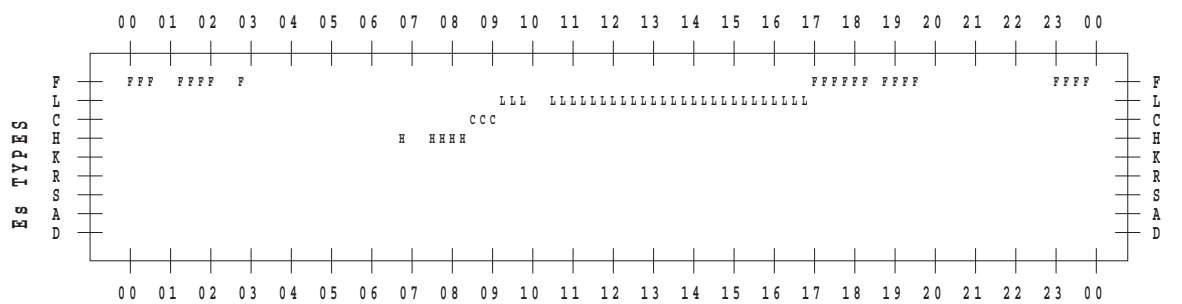 00 01 02 03 04 05 06 07 08 09 10 11 12 13 14 15 16 17 18 19 20 21 22 23 00
F FFF FFFF F FFFFFF FFFF FFFF F
L LLL LLLLLLLLLLLLLLLLLLLLLLLLLL L
C CCC C
H H HHHH H
K K
R R
S S
A A
D D
Es TYPES
00 01 02 03 04 05 06 07 08 09 10 11 12 13 14 15 16 17 18 19 20 21 22 23 00